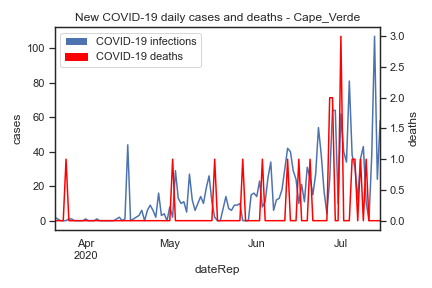 New COVID-19 daily cases and deaths - Cape_Verde
COVID-19 infections
COVID-19 deaths
100
80
60
40
20
0
cases
3.0
2.5
2.0
1.5
1.0
0.5
0.0
deaths
Apr
2020
May
Jun
Jul
dateRep